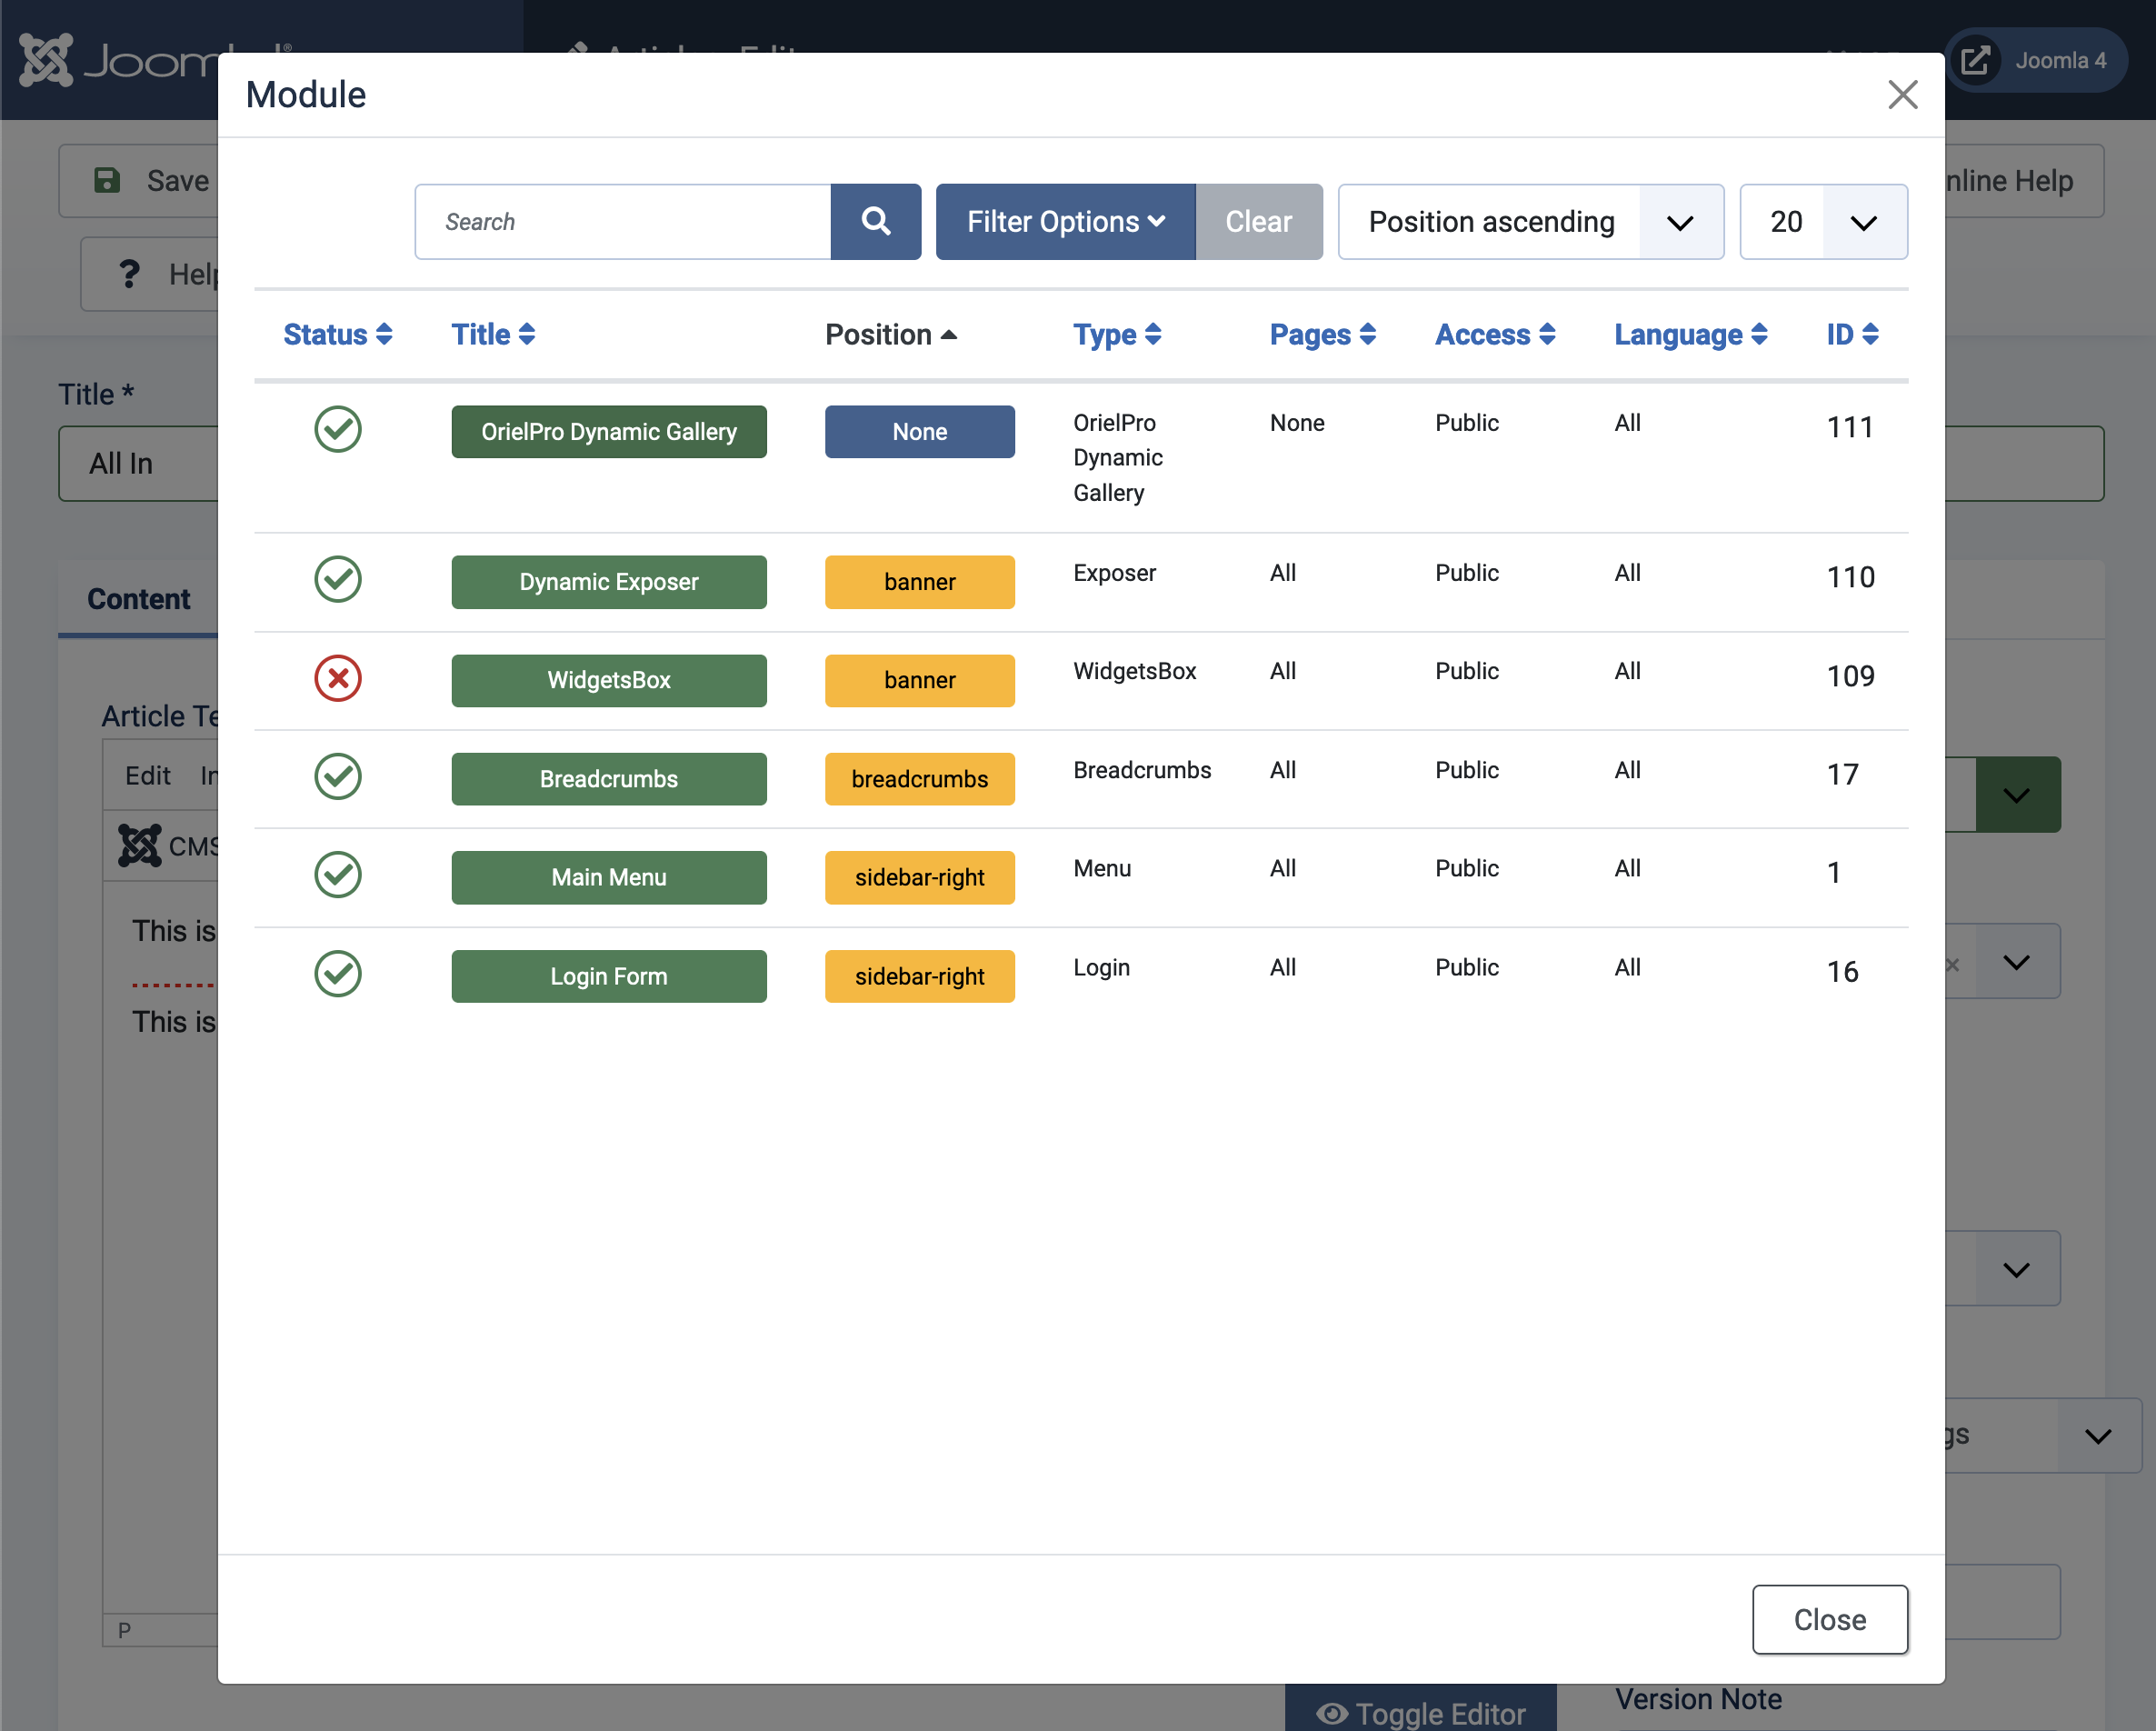 Joomla 4
Module
Save
nline Help
Search
Filter Options
Clear
Position ascending
20
Help
Status Title Position Type Pages Access Language ID
Title *
All In
OrielPro Dynamic Gallery None OrielPro Dynamic Gallery None Public All 111
Content
Dynamic Exposer banner Exposer All Public All 110
WidgetsBox banner WidgetsBox All Public All 109
Article Te
Edit
Breadcrumbs breadcrumbs Breadcrumbs All Public All 17
CMS
Main Menu sidebar-right Menu All Public All 1
This is
Login Form sidebar-right Login All Public All 16
This is
gs
P
Close
Version Note
Toggle Editor